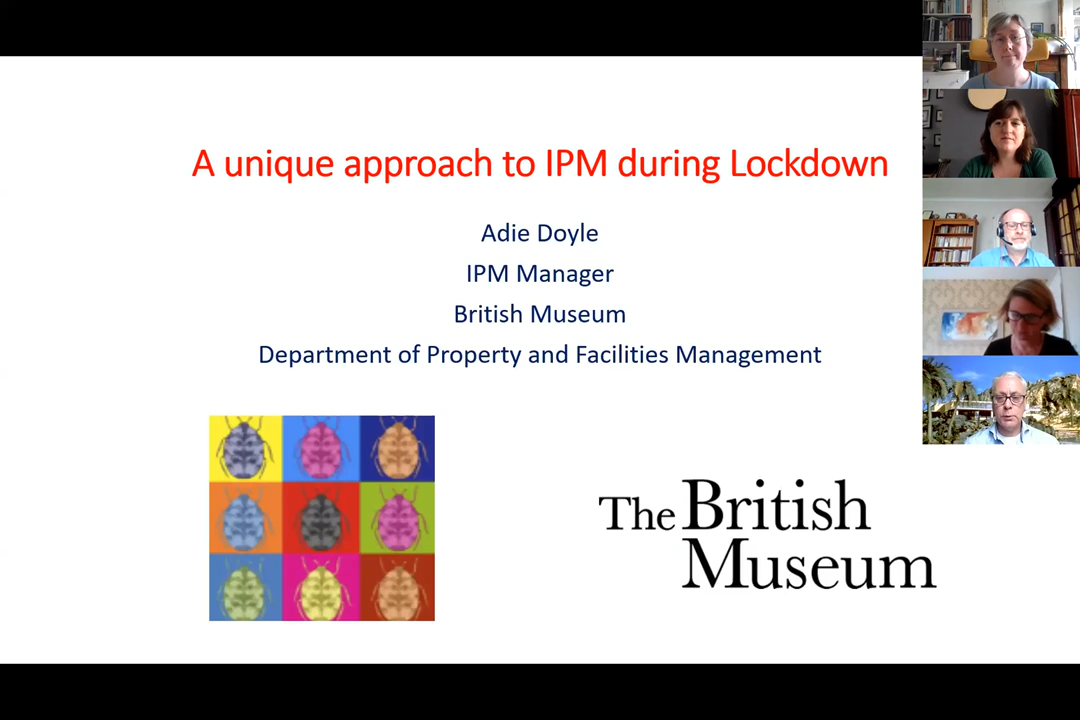 A unique approach to IPM during Lockdown
Adie Doyle
IPM Manager
British Museum
Department of Property and Facilities Management
The British
Museum